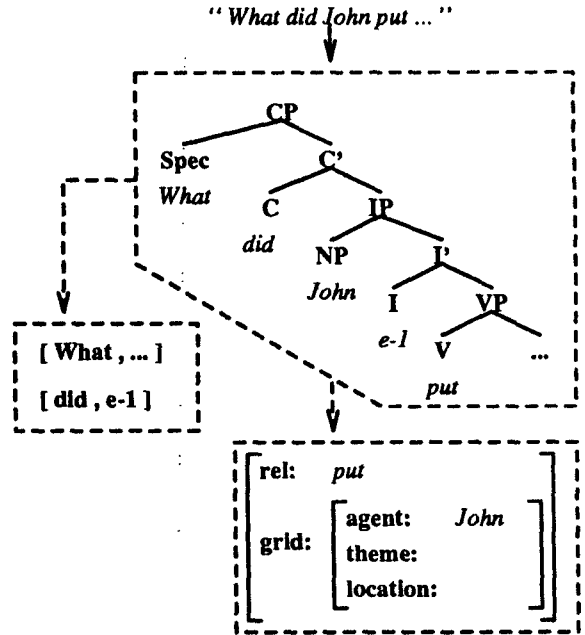 “ What did John put ... ”
CP
Spec C’
What
C IP
did
NP I’
John
I VP
e-1
V ...
put
[ What , ... ]
[ did , e-1 ]
rel: put
grid: agent: John
theme:
location: